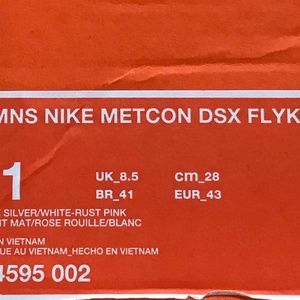 MNS NIKE METCON DSX FLYK
1
UK_8.5 cm_28
BR_41 EUR_43
SILVER/WHITE-RUST PINK
T MAT/ROSE ROUILLE/BLANC
N VIETNAM
UE AU VIETNAM_HECHO EN VIETNAM
4595 002